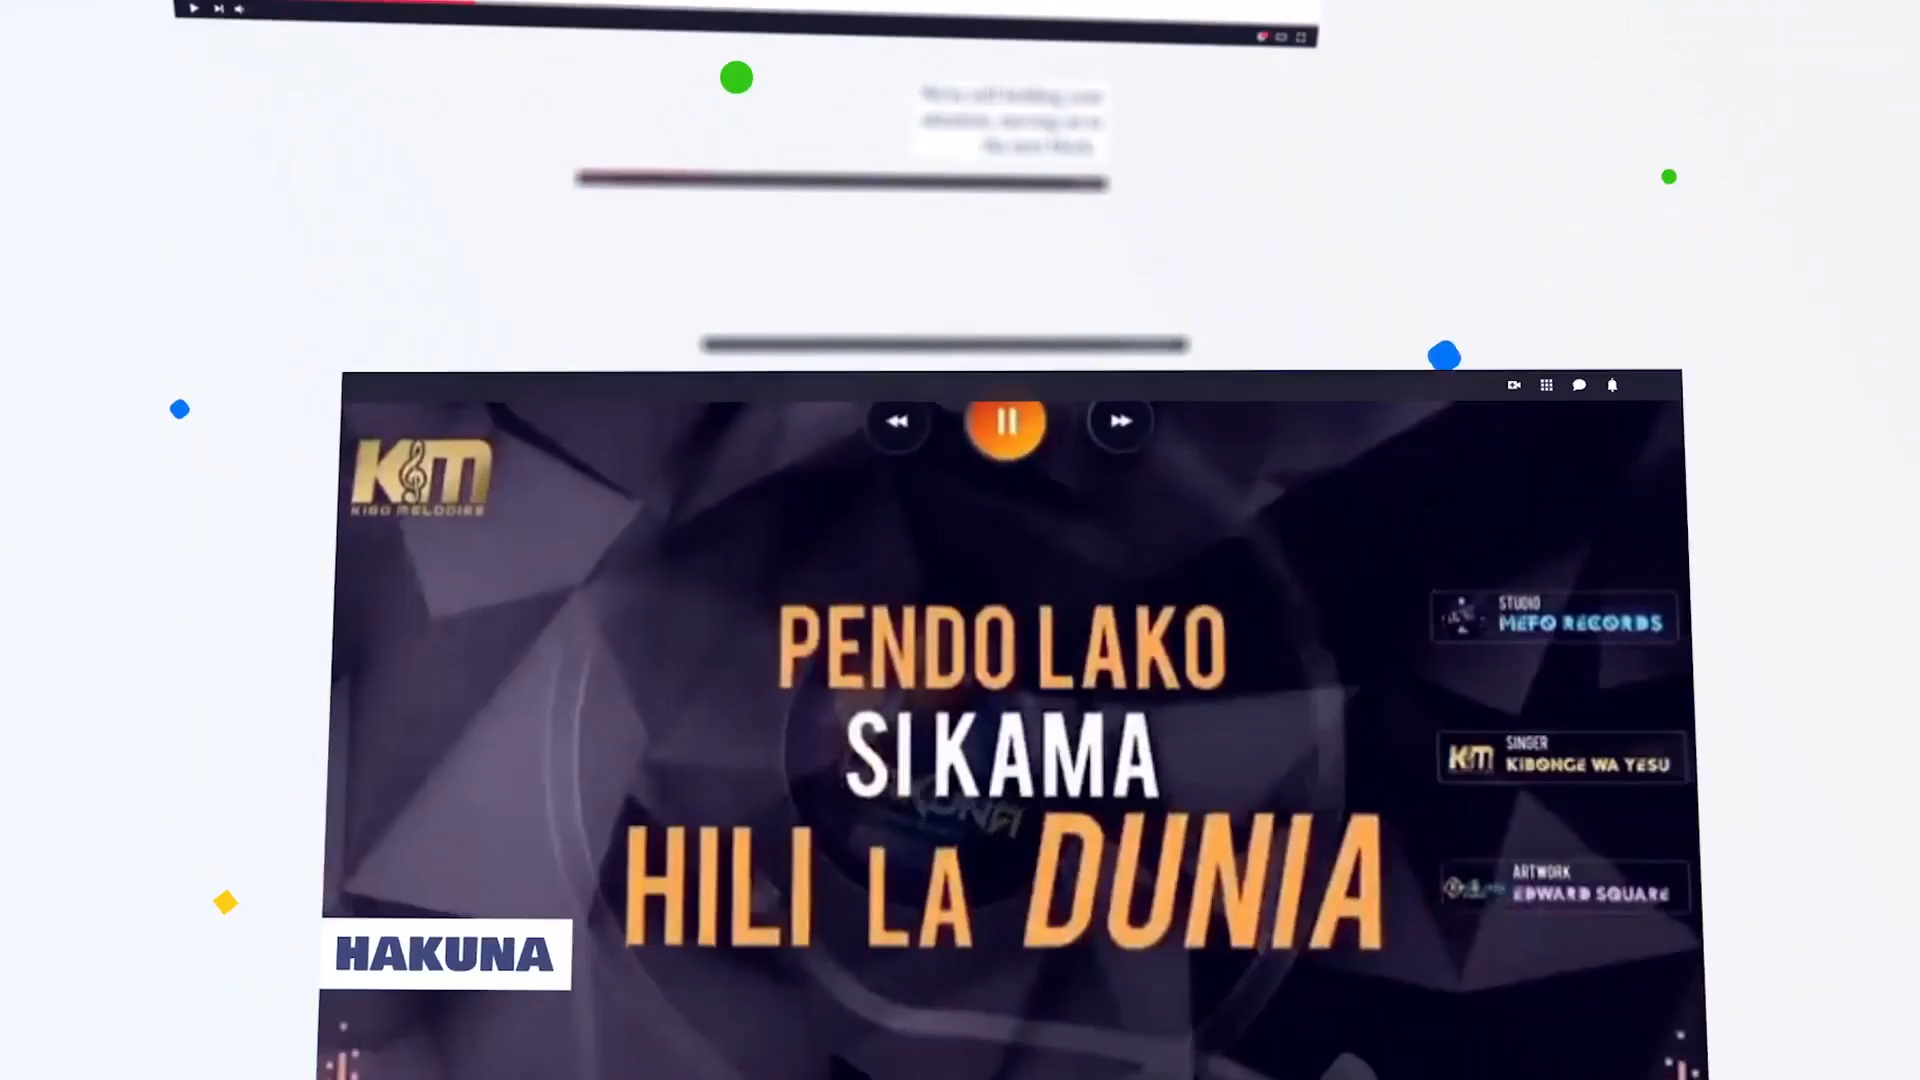 KM
KIBO MELODIES
PENDO LAKO
SI KAMA
HILI LA DUNIA
STUDIO
MEFO RECORDS
SINGER
KIBONGE WA YESU
ARTWORK
EDWARD SQUARE
HAKUNA